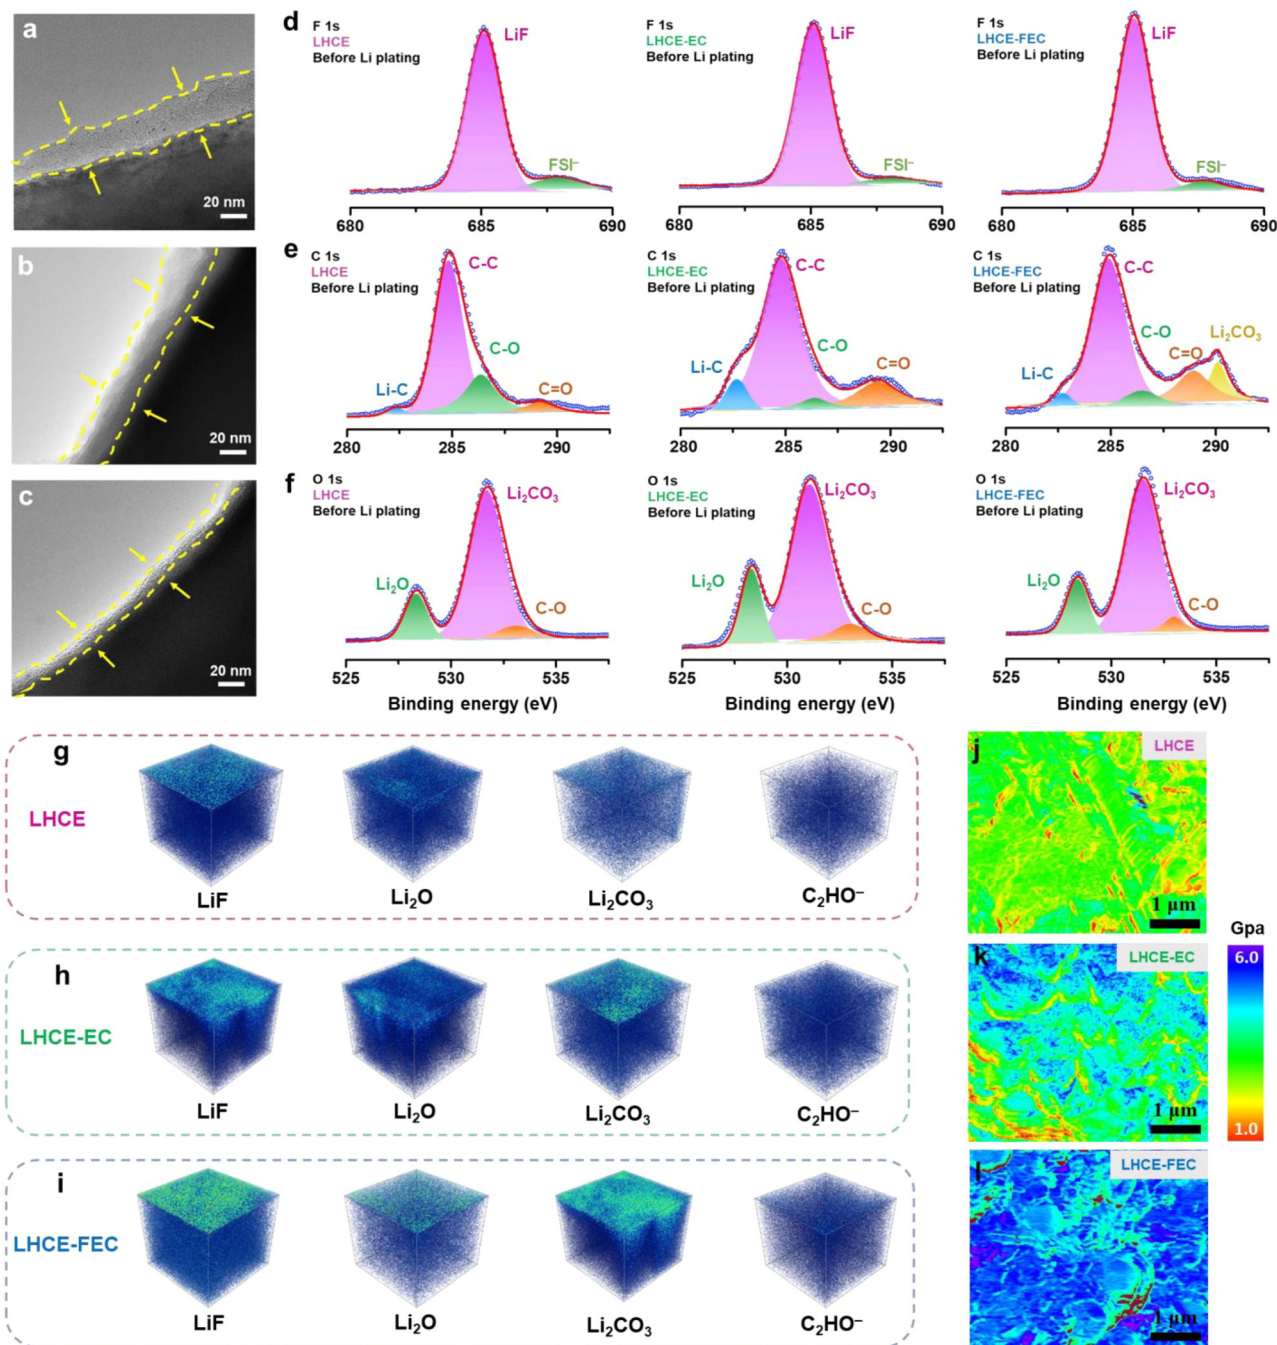 a
20 nm
b
20 nm
c
20 nm
d
F 1s
LHCE
Before Li plating
LiF
FSI⁻
680 685 690
F 1s
LHCE-EC
Before Li plating
LiF
FSI⁻
680 685 690
F 1s
LHCE-FEC
Before Li plating
LiF
FSI⁻
680 685 690
e
C 1s
LHCE
Before Li plating
C-C
C-O
Li-C
C=O
280 285 290
C 1s
LHCE-EC
Before Li plating
C-C
C-O
Li-C
C=O
280 285 290
C 1s
LHCE-FEC
Before Li plating
C-C
C-O
Li₂CO₃
C=O
Li-C
280 285 290
f
O 1s
LHCE
Before Li plating
Li₂CO₃
Li₂O
C-O
525 530 535
Binding energy (eV)
O 1s
LHCE-EC
Before Li plating
Li₂CO₃
Li₂O
C-O
525 530 535
Binding energy (eV)
O 1s
LHCE-FEC
Before Li plating
Li₂CO₃
Li₂O
C-O
525 530 535
Binding energy (eV)
g
LHCE
LiF
Li₂O
Li₂CO₃
C₂HO⁻
h
LHCE-EC
LiF
Li₂O
Li₂CO₃
C₂HO⁻
i
LHCE-FEC
LiF
Li₂O
Li₂CO₃
C₂HO⁻
j
LHCE
1 μm
k
LHCE-EC
1 μm
l
LHCE-FEC
1 μm
Gpa
6.0
1.0